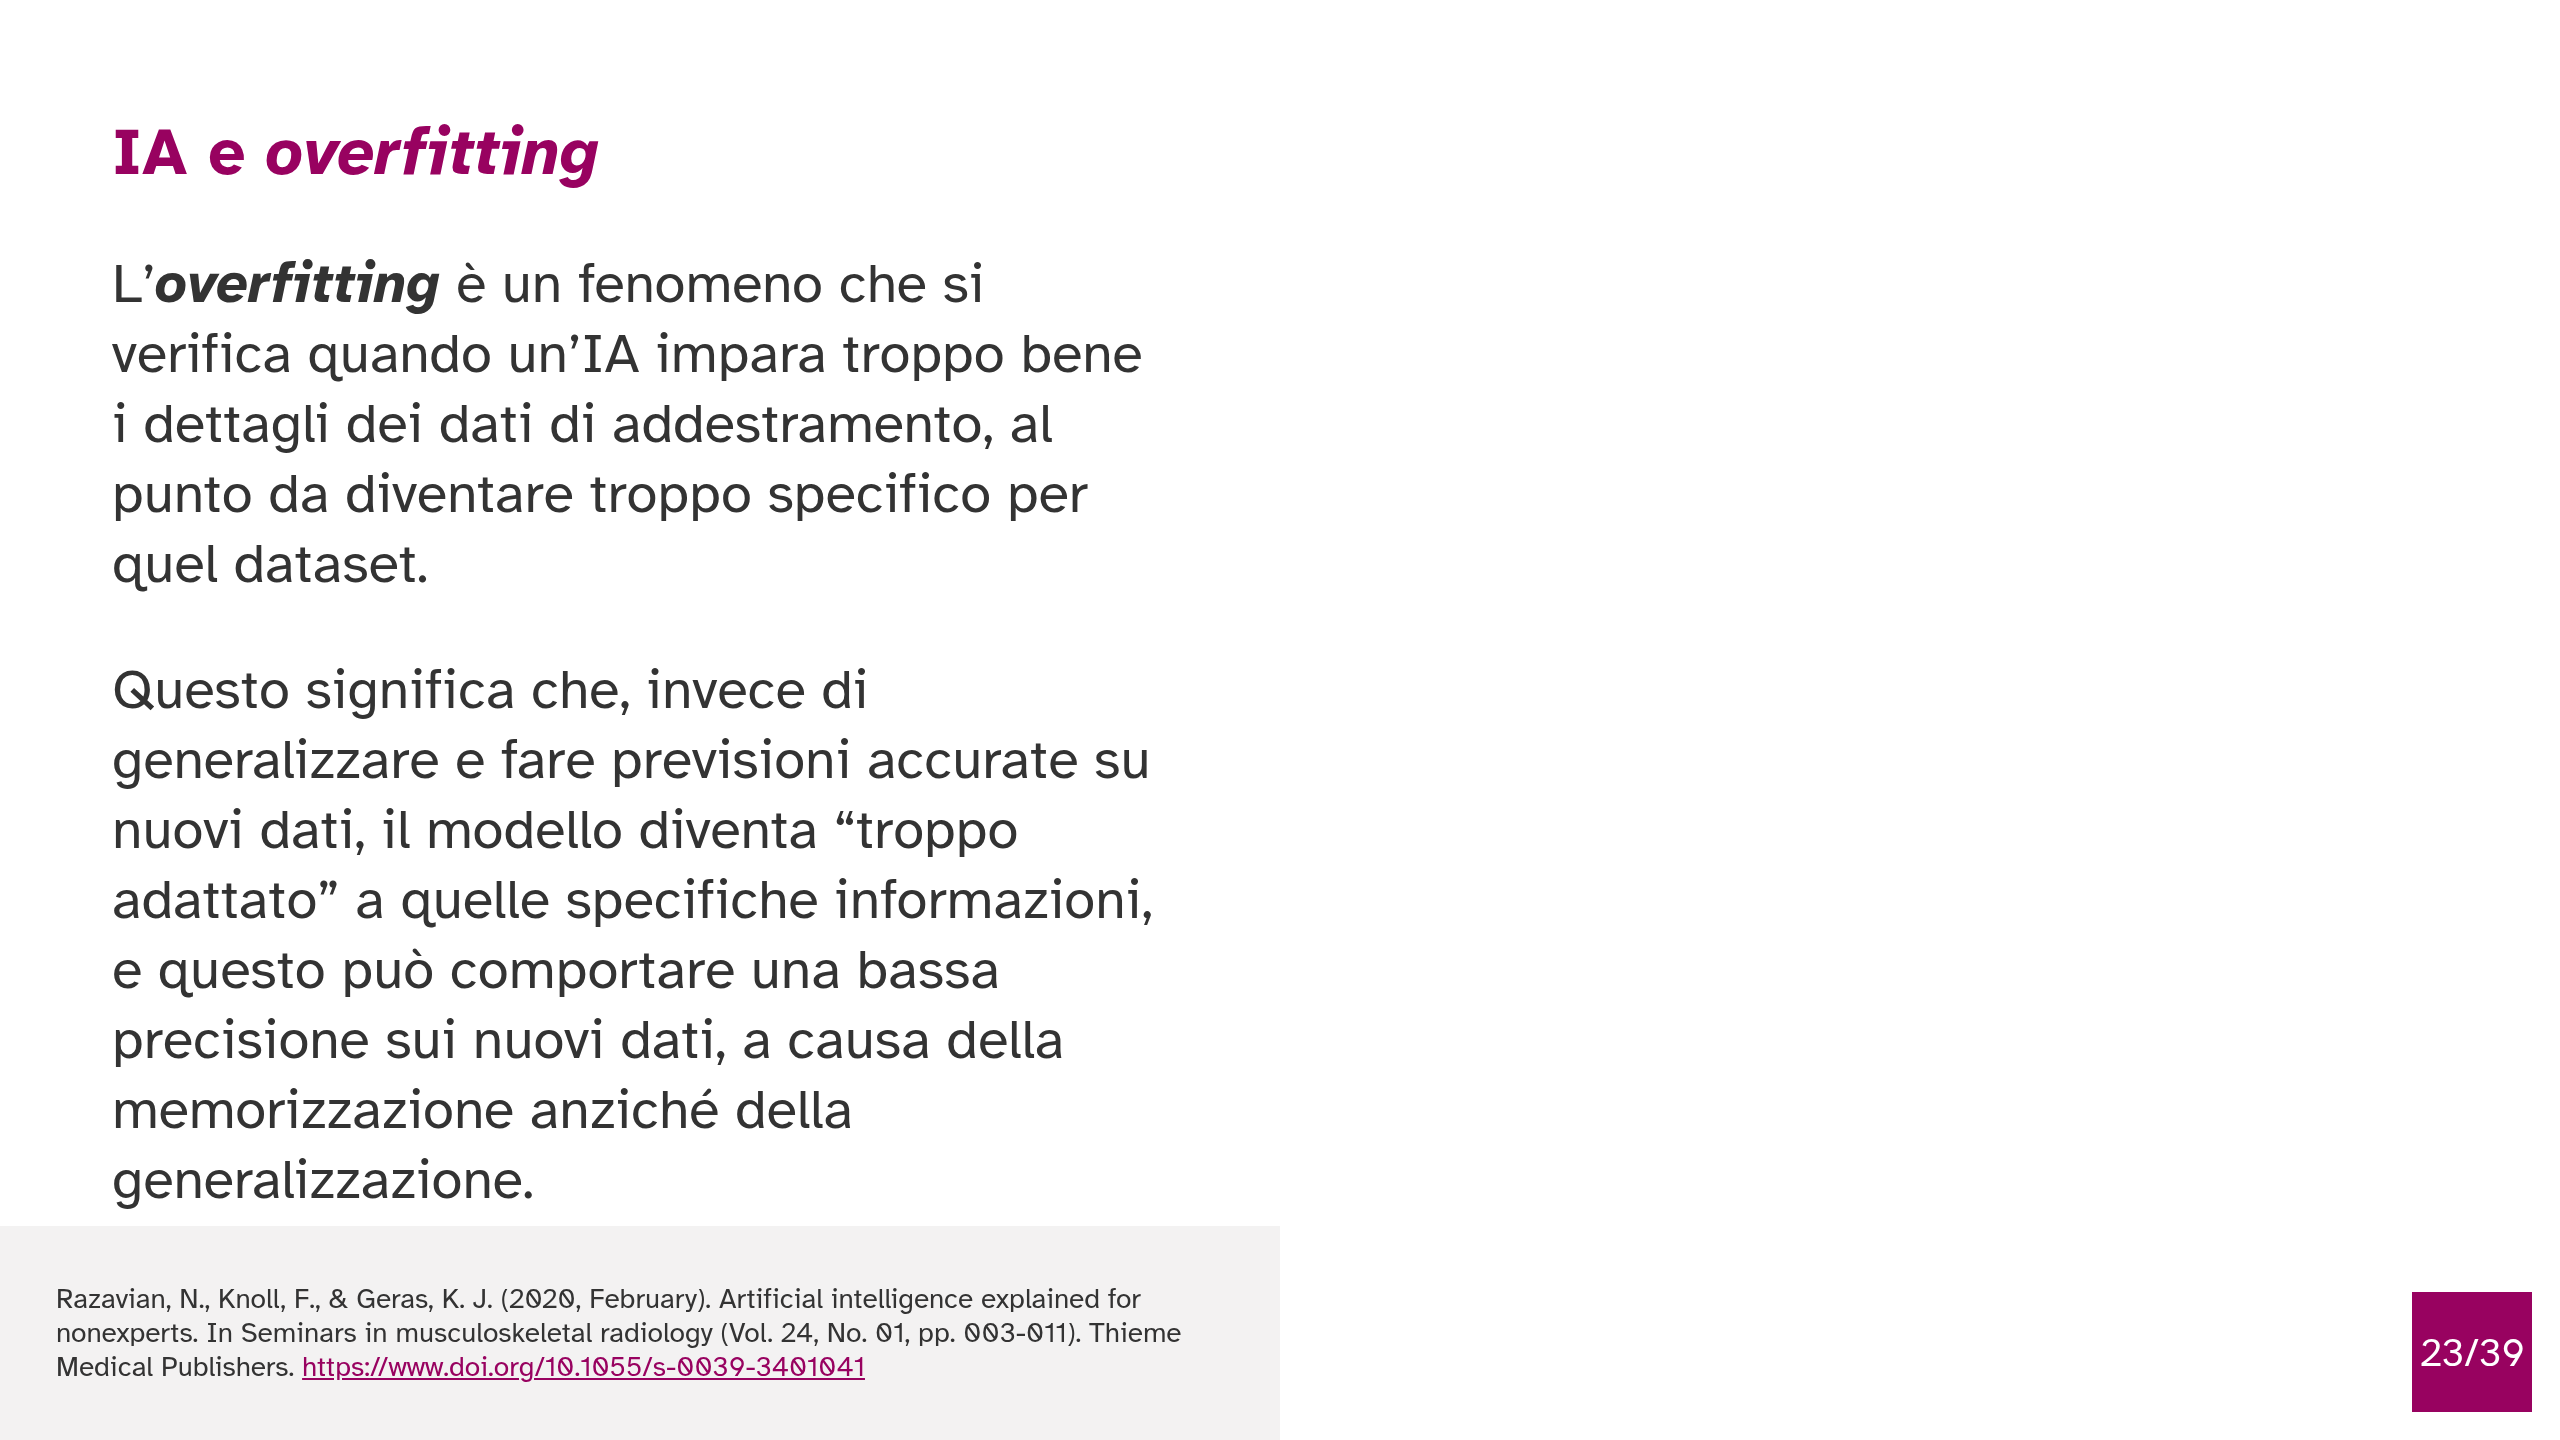 IA e overfitting
L’overfitting è un fenomeno che si
verifica quando un’IA impara troppo bene
i dettagli dei dati di addestramento, al
punto da diventare troppo specifico per
quel dataset.
Questo significa che, invece di
generalizzare e fare previsioni accurate su
nuovi dati, il modello diventa “troppo
adattato” a quelle specifiche informazioni,
e questo può comportare una bassa
precisione sui nuovi dati, a causa della
memorizzazione anziché della
generalizzazione.
Razavian, N., Knoll, F., & Geras, K. J. (2020, February). Artificial intelligence explained for
nonexperts. In Seminars in musculoskeletal radiology (Vol. 24, No. 01, pp. 003-011). Thieme
Medical Publishers. https://www.doi.org/10.1055/s-0039-3401041
23/39